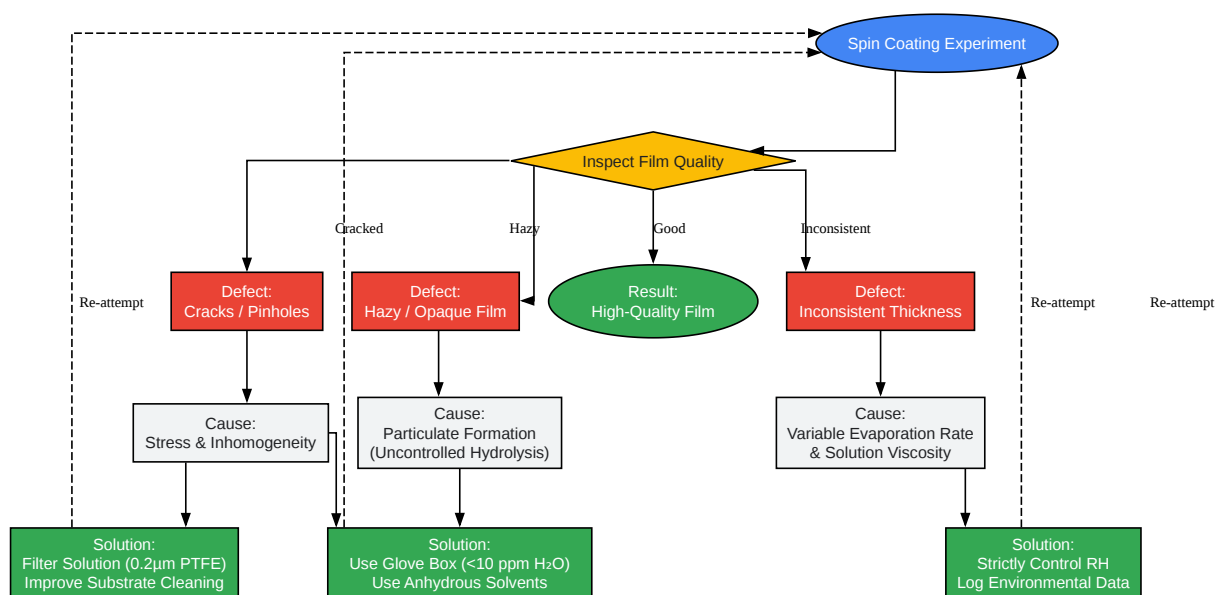 Spin Coating Experiment
Inspect Film Quality
Cracked
Hazy
Good
Inconsistent
Re-attempt
Defect:
Cracks / Pinholes
Defect:
Hazy / Opaque Film
Result:
High-Quality Film
Defect:
Inconsistent Thickness
Re-attempt
Re-attempt
Cause:
Stress & Inhomogeneity
Cause:
Particulate Formation
(Uncontrolled Hydrolysis)
Cause:
Variable Evaporation Rate
& Solution Viscosity
Solution:
Filter Solution (0.2µm PTFE)
Improve Substrate Cleaning
Solution:
Use Glove Box (<10 ppm H₂O)
Use Anhydrous Solvents
Solution:
Strictly Control RH
Log Environmental Data